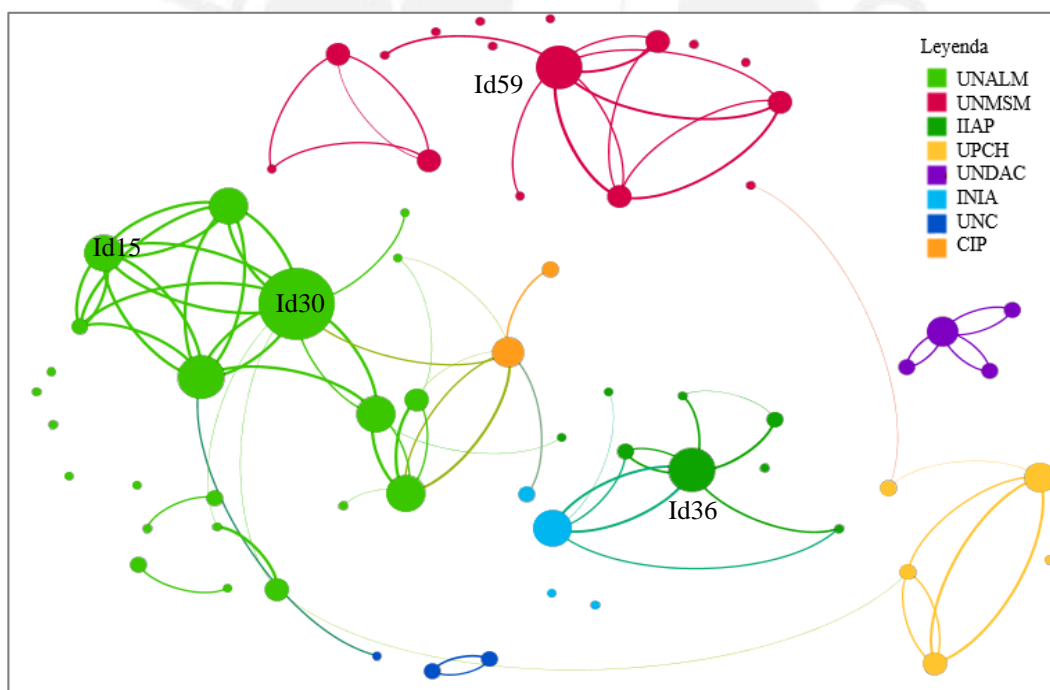 Leyenda
UNALM
UNMSM
IIAP
UPCH
UNDAC
INIA
UNC
CIP
Id59
Id15
Id30
Id36